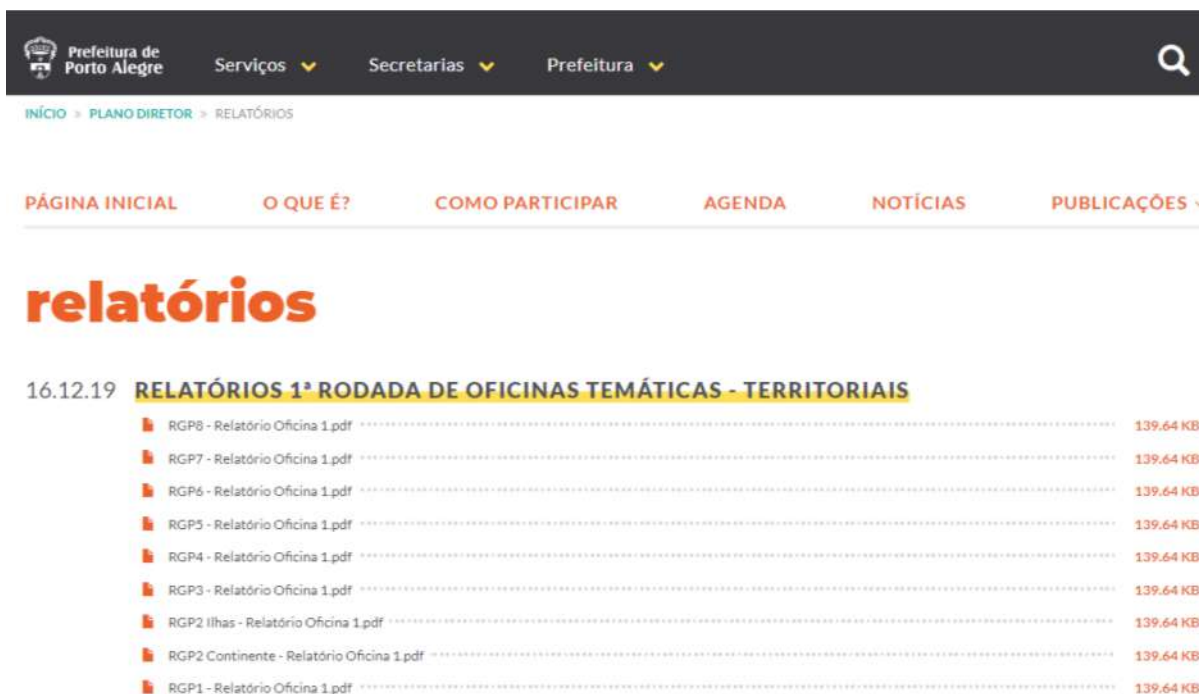 Prefeitura de
Porto Alegre
Serviços Secretarias Prefeitura
INÍCIO » PLANO DIRETOR » RELATÓRIOS
PÁGINA INICIAL O QUE É? COMO PARTICIPAR AGENDA NOTÍCIAS PUBLICAÇÕES
relatórios
16.12.19 RELATÓRIOS 1ª RODADA DE OFICINAS TEMÁTICAS - TERRITORIAIS
RGP8 - Relatório Oficina 1.pdf 139.64 KB
RGP7 - Relatório Oficina 1.pdf 139.64 KB
RGP6 - Relatório Oficina 1.pdf 139.64 KB
RGP5 - Relatório Oficina 1.pdf 139.64 KB
RGP4 - Relatório Oficina 1.pdf 139.64 KB
RGP3 - Relatório Oficina 1.pdf 139.64 KB
RGP2 Ilhas - Relatório Oficina 1.pdf 139.64 KB
RGP2 Continente - Relatório Oficina 1.pdf 139.64 KB
RGP1 - Relatório Oficina 1.pdf 139.64 KB